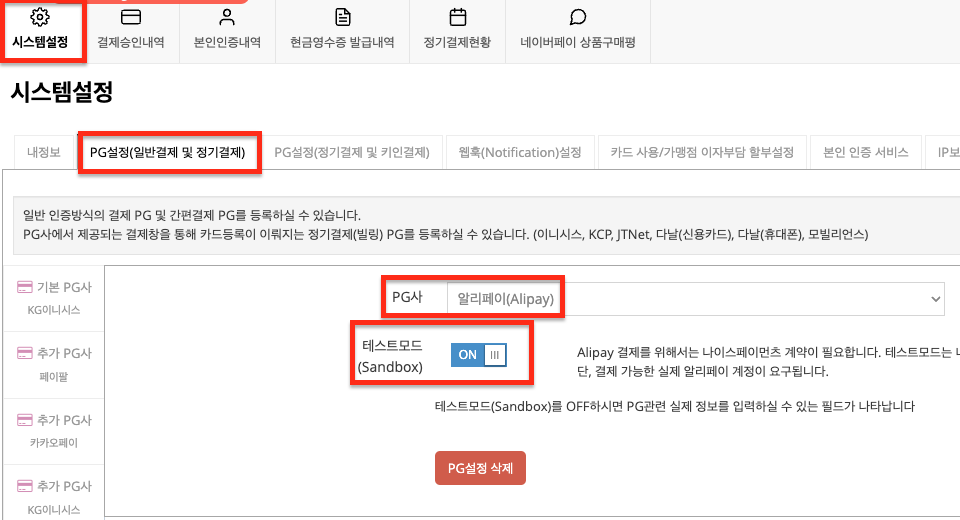 시스템설정
결제승인내역
본인인증내역
현금영수증 발급내역
정기결제현황
네이버페이 상품구매평
시스템설정
내정보
PG설정(일반결제 및 정기결제)
PG설정(정기결제 및 키인결제)
웹훅(Notification)설정
카드 사용/가맹점 이자부담 할부설정
본인 인증 서비스
IP보
일반 인증방식의 결제 PG 및 간편결제 PG를 등록하실 수 있습니다.
PG사에서 제공되는 결제창을 통해 카드등록이 이뤄지는 정기결제(빌링) PG를 등록하실 수 있습니다. (이니시스, KCP, JTNet, 다날(신용카드), 다날(휴대폰), 모빌리언스)
기본 PG사
KG이니시스
추가 PG사
페이팔
추가 PG사
카카오페이
추가 PG사
KG이니시스
PG사
알리페이(Alipay)
테스트모드
(Sandbox)
ON
Alipay 결제를 위해서는 나이스페이먼츠 계약이 필요합니다. 테스트모드는
단, 결제 가능한 실제 알리페이 계정이 요구됩니다.
테스트모드(Sandbox)를 OFF하시면 PG관련 실제 정보를 입력하실 수 있는 필드가 나타납니다
PG설정 삭제